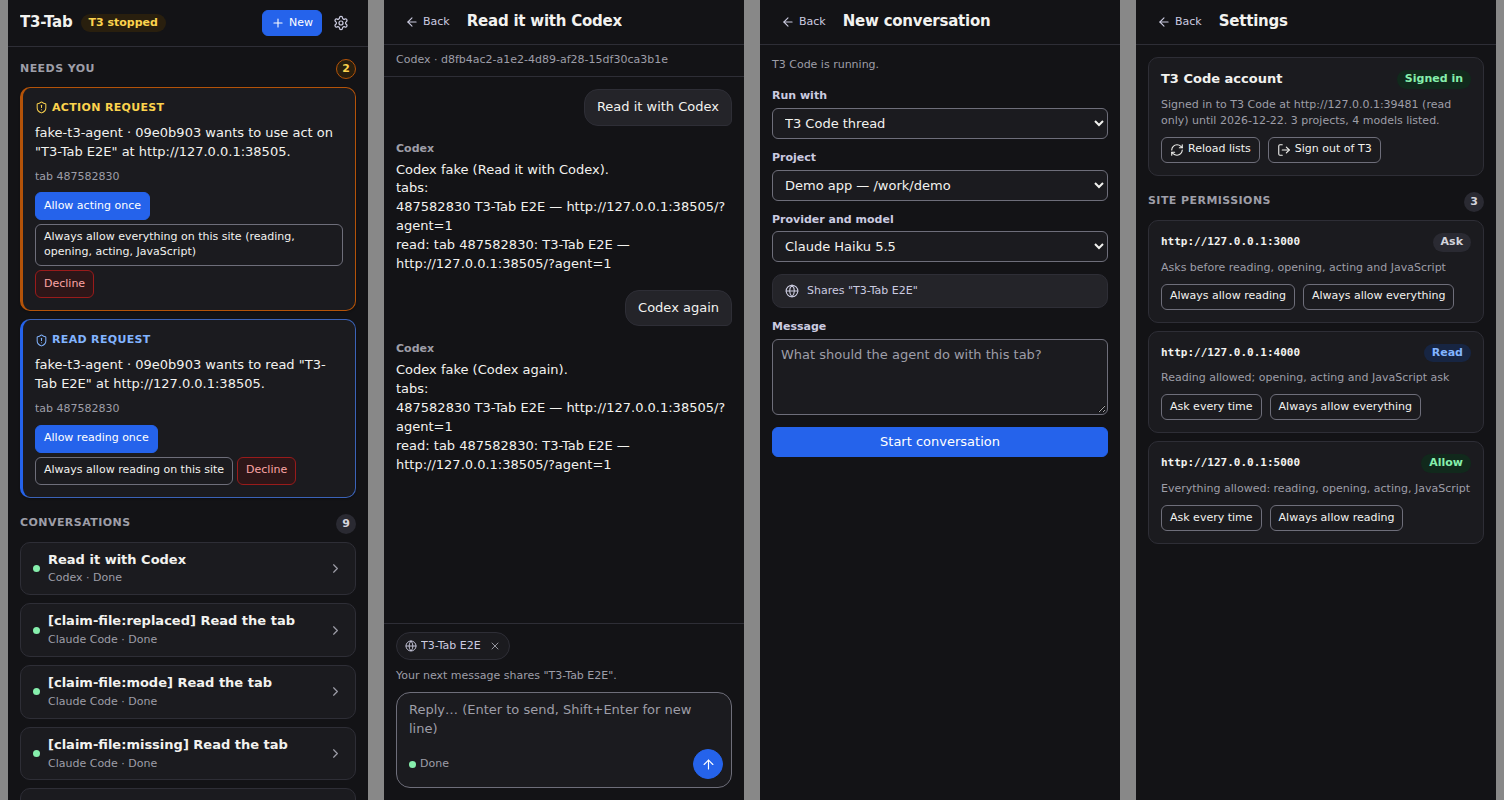 T3-Tab T3 stopped New
NEEDS YOU 2
ACTION REQUEST
fake-t3-agent · 09e0b903 wants to use act on
"T3-Tab E2E" at http://127.0.0.1:38505.
tab 487582830
Allow acting once
Always allow everything on this site (reading,
opening, acting, JavaScript)
Decline
READ REQUEST
fake-t3-agent · 09e0b903 wants to read "T3-
Tab E2E" at http://127.0.0.1:38505.
tab 487582830
Allow reading once
Always allow reading on this site Decline
CONVERSATIONS 9
Read it with Codex
Codex · Done
[claim-file:replaced] Read the tab
Claude Code · Done
[claim-file:mode] Read the tab
Claude Code · Done
[claim-file:missing] Read the tab
Claude Code · Done
Back Read it with Codex
Codex · d8fb4ac2-a1e2-4d89-af28-15df30ca3b1e
Read it with Codex
Codex
Codex fake (Read it with Codex).
tabs:
487582830 T3-Tab E2E — http://127.0.0.1:38505/?
agent=1
read: tab 487582830: T3-Tab E2E —
http://127.0.0.1:38505/?agent=1
Codex again
Codex
Codex fake (Codex again).
tabs:
487582830 T3-Tab E2E — http://127.0.0.1:38505/?
agent=1
read: tab 487582830: T3-Tab E2E —
http://127.0.0.1:38505/?agent=1
T3-Tab E2E
Your next message shares "T3-Tab E2E".
Reply… (Enter to send, Shift+Enter for new
line)
Done
Back New conversation
T3 Code is running.
Run with
T3 Code thread
Project
Demo app — /work/demo
Provider and model
Claude Haiku 5.5
Shares "T3-Tab E2E"
Message
What should the agent do with this tab?
Start conversation
Back Settings
T3 Code account Signed in
Signed in to T3 Code at http://127.0.0.1:39481 (read
only) until 2026-12-22. 3 projects, 4 models listed.
Reload lists Sign out of T3
SITE PERMISSIONS 3
http://127.0.0.1:3000 Ask
Asks before reading, opening, acting and JavaScript
Always allow reading Always allow everything
http://127.0.0.1:4000 Read
Reading allowed; opening, acting and JavaScript ask
Ask every time Always allow everything
http://127.0.0.1:5000 Allow
Everything allowed: reading, opening, acting, JavaScript
Ask every time Always allow reading